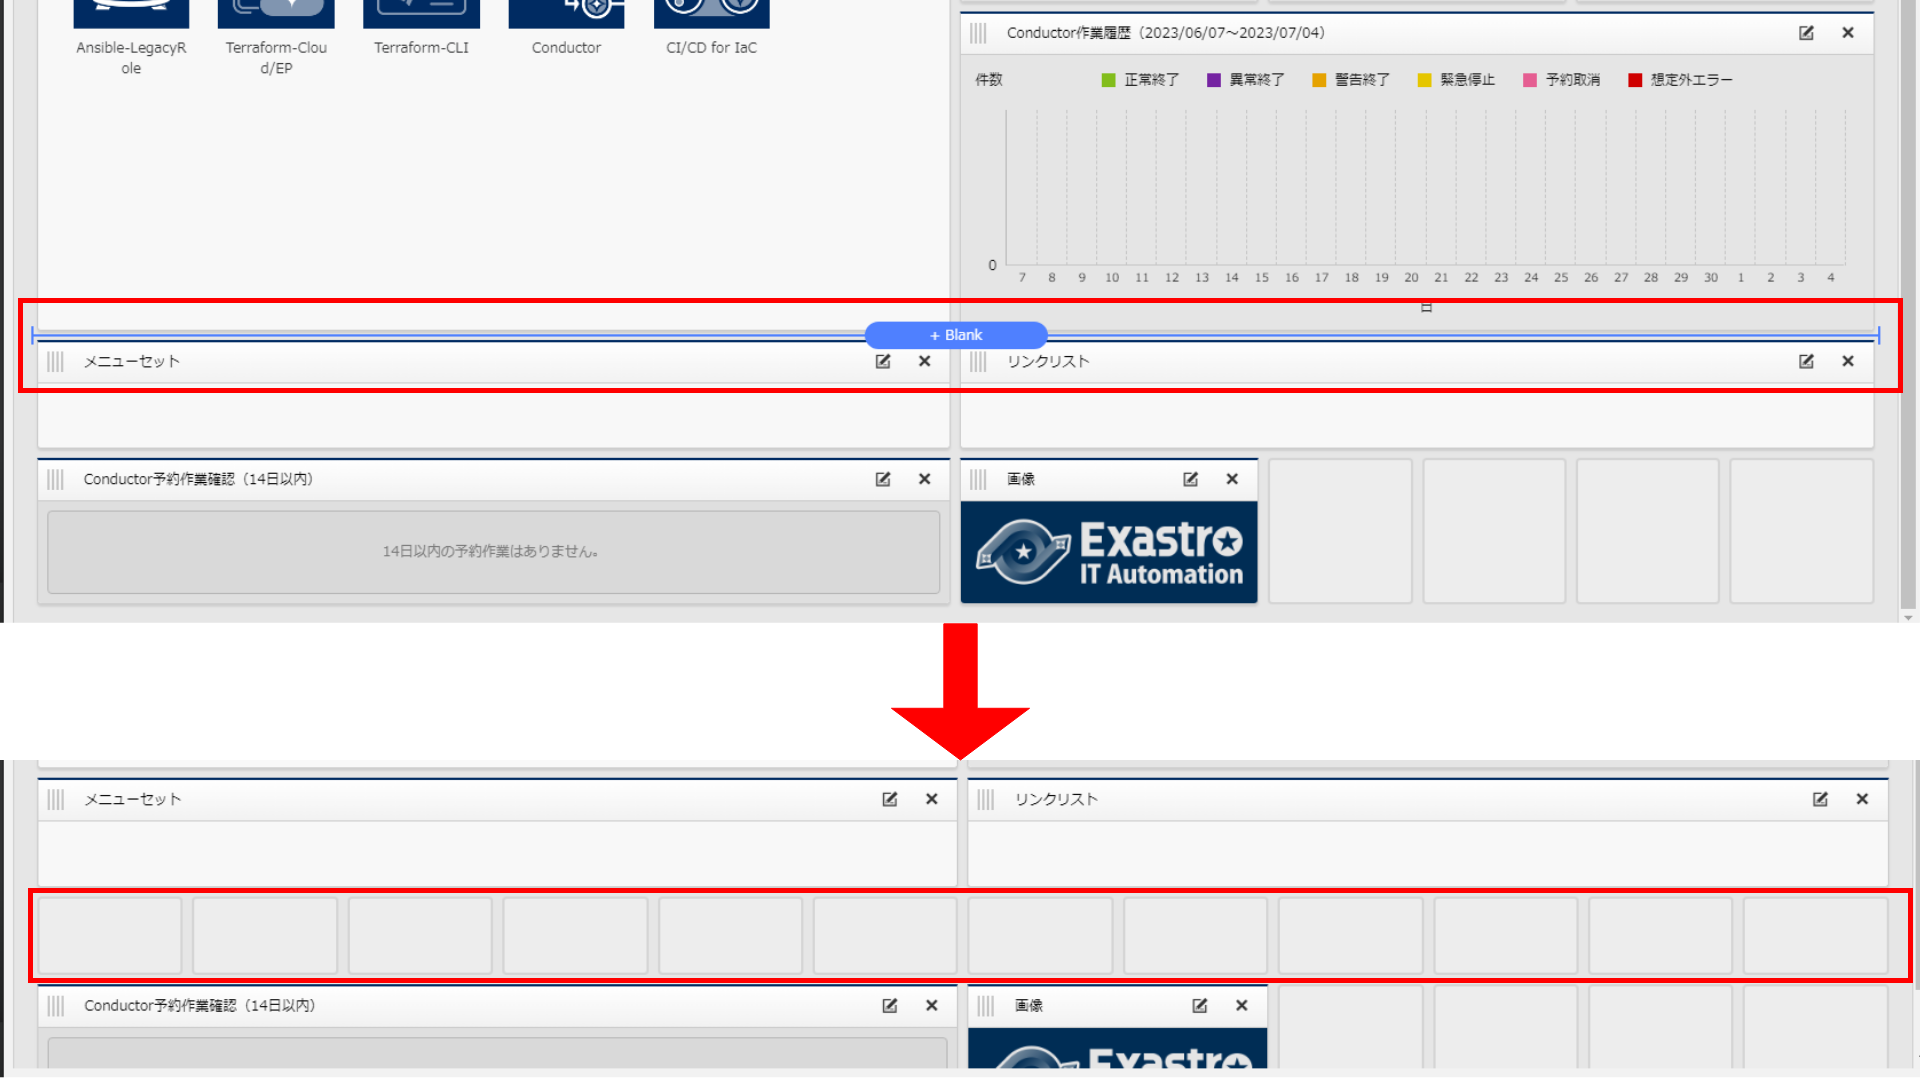 Ansible-LegacyR
ole
Terraform-Clou
d/EP
Terraform-CLI
Conductor
CI/CD for IaC
Conductor作業履歴（2023/06/07～2023/07/04）
件数
正常終了
異常終了
警告終了
緊急停止
予約取消
想定外エラー
0
7 8 9 10 11 12 13 14 15 16 17 18 19 20 21 22 23 24 25 26 27 28 29 30 1 2 3 4
日
+ Blank
メニューセット
リンクリスト
Conductor予約作業確認（14日以内）
14日以内の予約作業はありません。
画像
Exastro
IT Automation
メニューセット
リンクリスト
Conductor予約作業確認（14日以内）
画像
Exastro